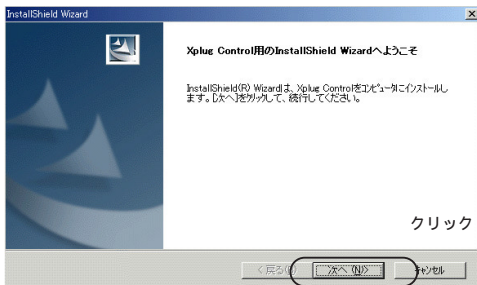 InstallShield Wizard
Xplug Control用のInstallShield Wizardへようこそ
InstallShield(R) Wizardは、Xplug Controlをコンピュータにインストールし
ます。[次へ]をクリックして、続行してください。
クリック
< 戻る(B) 次へ (N)> キャンセル